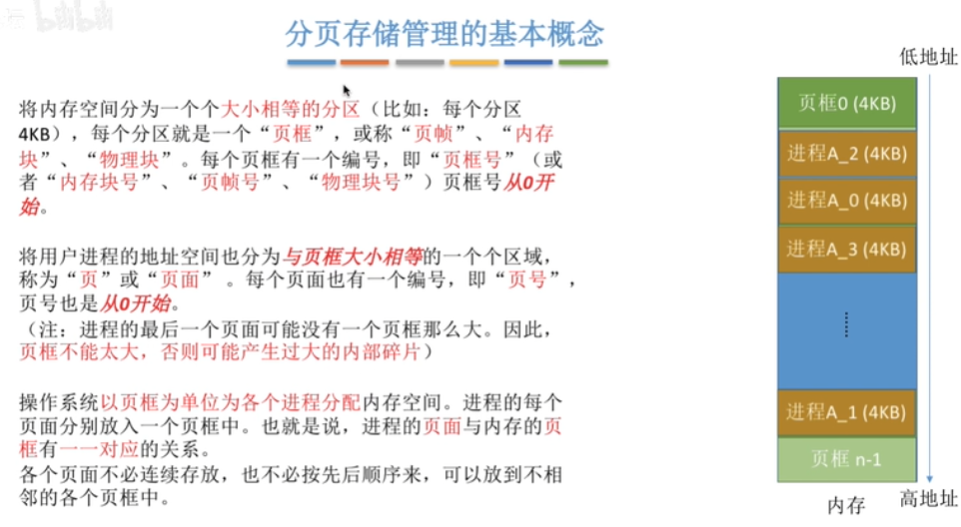 bilibili
分页存储管理的基本概念
将内存空间分为一个个大小相等的分区（比如：每个分区
4KB），每个分区就是一个“页框”，或称“页帧”、“内存
块”、“物理块”。每个页框有一个编号，即“页框号”（或
者“内存块号”、“页帧号”、“物理块号”）页框号从0开
始。
将用户进程的地址空间也分为与页框大小相等的一个个区域，
称为“页”或“页面” 。每个页面也有一个编号，即“页号”，
页号也是从0开始。
（注：进程的最后一个页面可能没有一个页框那么大。因此，
页框不能太大，否则可能产生过大的内部碎片）
操作系统以页框为单位为各个进程分配内存空间。进程的每个
页面分别放入一个页框中。也就是说，进程的页面与内存的页
框有一一对应的关系。
各个页面不必连续存放，也不必按先后顺序来，可以放到不相
邻的各个页框中。
低地址
页框0 (4KB)
进程A_2 (4KB)
进程A_0 (4KB)
进程A_3 (4KB)
......
进程A_1 (4KB)
页框 n-1
内存
高地址